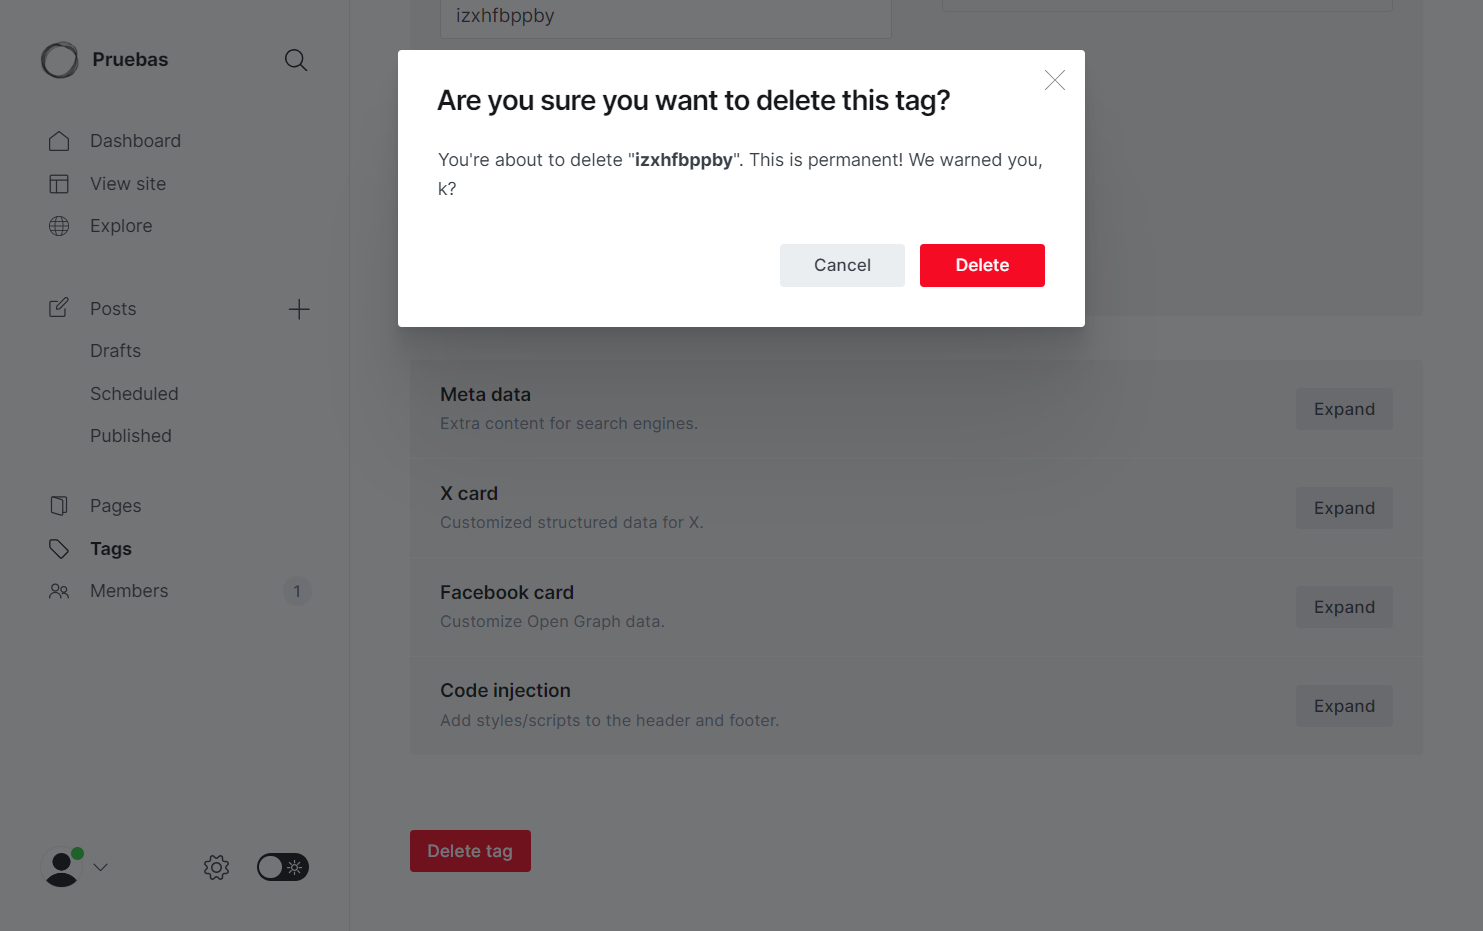 Pruebas
Dashboard
View site
Explore
Posts
Drafts
Scheduled
Published
Pages
Tags
Members
1
izxhfbppby
Are you sure you want to delete this tag?
You're about to delete "izxhfbppby". This is permanent! We warned you,
k?
Cancel
Delete
Meta data
Extra content for search engines.
Expand
X card
Customized structured data for X.
Expand
Facebook card
Customize Open Graph data.
Expand
Code injection
Add styles/scripts to the header and footer.
Expand
Delete tag